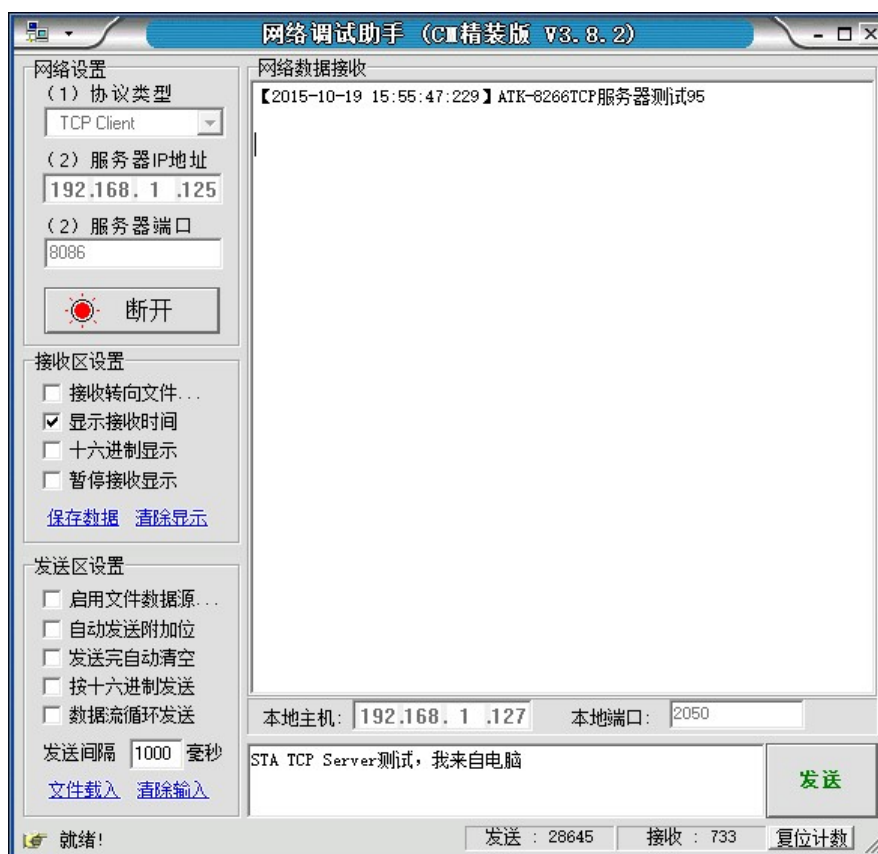 网络调试助手 (CⅢ精装版 V3.8.2)
网络设置
(1) 协议类型
TCP Client
(2) 服务器IP地址
192.168. 1 .125
(2) 服务器端口
8086
断开
接收区设置
接收转向文件...
显示接收时间
十六进制显示
暂停接收显示
保存数据 清除显示
发送区设置
启用文件数据源...
自动发送附加位
发送完自动清空
按十六进制发送
数据流循环发送
发送间隔 1000 毫秒
文件载入 清除输入
网络数据接收
【2015-10-19 15:55:47:229】ATK-8266TCP服务器测试95
本地主机: 192.168. 1 .127 本地端口: 2050
STA TCP Server测试，我来自电脑
发送
就绪!
发送 : 28645 接收 : 733 复位计数